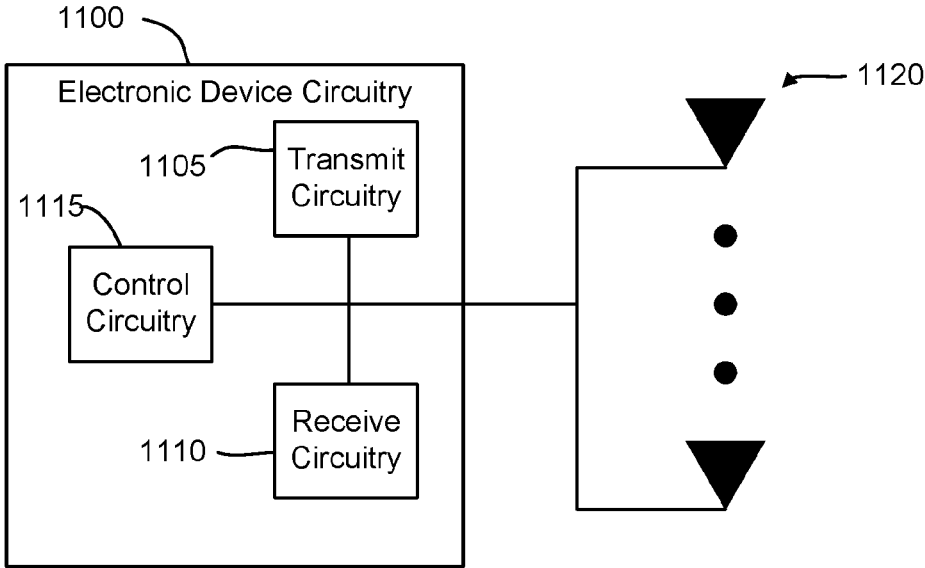 1100
1120
Electronic Device Circuitry
1105
Transmit
Circuitry
1115
Control
Circuitry
1110
Receive
Circuitry